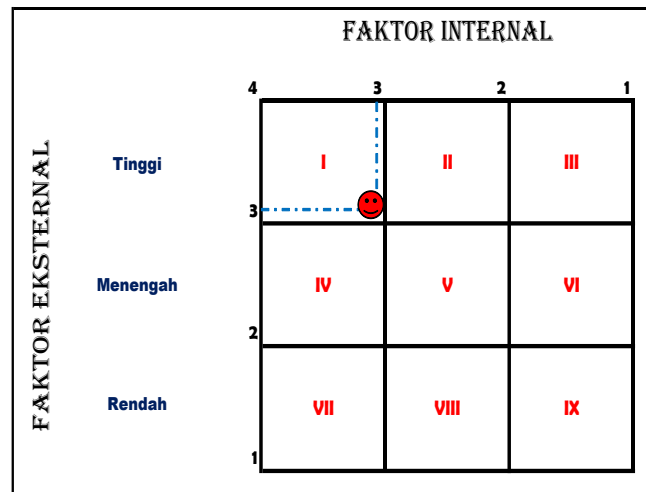 FAKTOR INTERNAL
4 3 2 1
FAKTOR EKSTERNAL
Tinggi I II III
3
Menengah IV V VI
2
Rendah VII VIII IX
1